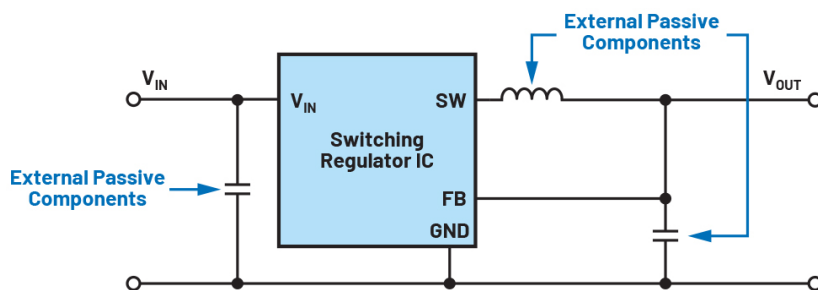 External Passive
Components
V_IN
V_OUT
V_IN
SW
Switching
Regulator IC
External Passive
Components
FB
GND